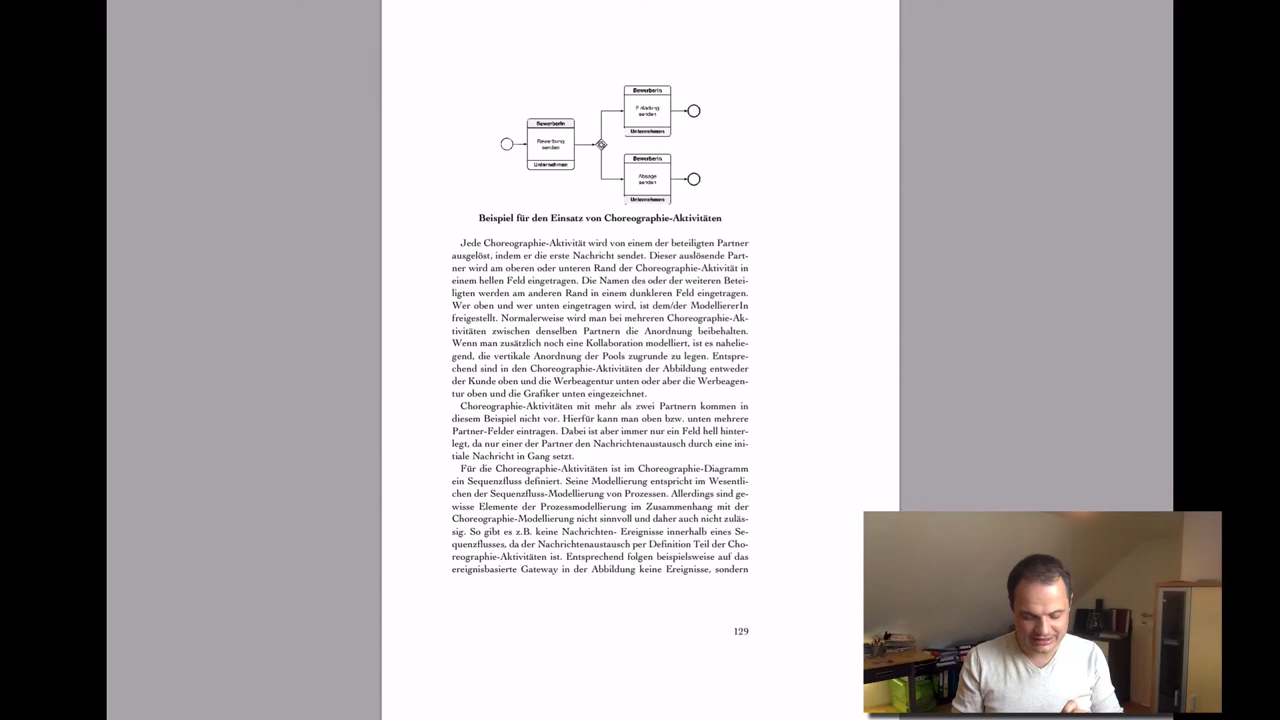 BewerberIn
Bewerbung
senden
Unternehmen
BewerberIn
Einladung
senden
Unternehmens
BewerberIn
Absage
senden
Unternehmens
Beispiel für den Einsatz von Choreographie-Aktivitäten
Jede Choreographie-Aktivität wird von einem der beteiligten Partner
ausgelöst, indem er die erste Nachricht sendet. Dieser auslösende Part-
ner wird am oberen oder unteren Rand der Choreographie-Aktivität in
einem hellen Feld eingetragen. Die Namen des oder der weiteren Betei-
ligten werden am anderen Rand in einem dunkleren Feld eingetragen.
Wer oben und wer unten eingetragen wird, ist dem/der ModelliererIn
freigestellt. Normalerweise wird man bei mehreren Choreographie-Ak-
tivitäten zwischen denselben Partnern die Anordnung beibehalten.
Wenn man zusätzlich noch eine Kollaboration modelliert, ist es nahelie-
gend, die vertikale Anordnung der Pools zugrunde zu legen. Entspre-
chend sind in den Choreographie-Aktivitäten der Abbildung entweder
der Kunde oben und die Werbeagentur unten oder aber die Werbeagen-
tur oben und die Grafiker unten eingezeichnet.
Choreographie-Aktivitäten mit mehr als zwei Partnern kommen in
diesem Beispiel nicht vor. Hierfür kann man oben bzw. unten mehrere
Partner-Felder eintragen. Dabei ist aber immer nur ein Feld hell hinter-
legt, da nur einer der Partner den Nachrichtenaustausch durch eine ini-
tiale Nachricht in Gang setzt.
Für die Choreographie-Aktivitäten ist im Choreographie-Diagramm
ein Sequenzfluss definiert. Seine Modellierung entspricht im Wesentli-
chen der Sequenzfluss-Modellierung von Prozessen. Allerdings sind ge-
wisse Elemente der Prozessmodellierung im Zusammenhang mit der
Choreographie-Modellierung nicht sinnvoll und daher auch nicht zuläs-
sig. So gibt es z.B. keine Nachrichten- Ereignisse innerhalb eines Se-
quenzflusses, da der Nachrichtenaustausch per Definition Teil der Cho-
reographie-Aktivitäten ist. Entsprechend folgen beispielsweise auf das
ereignisbasierte Gateway in der Abbildung keine Ereignisse, sondern
129